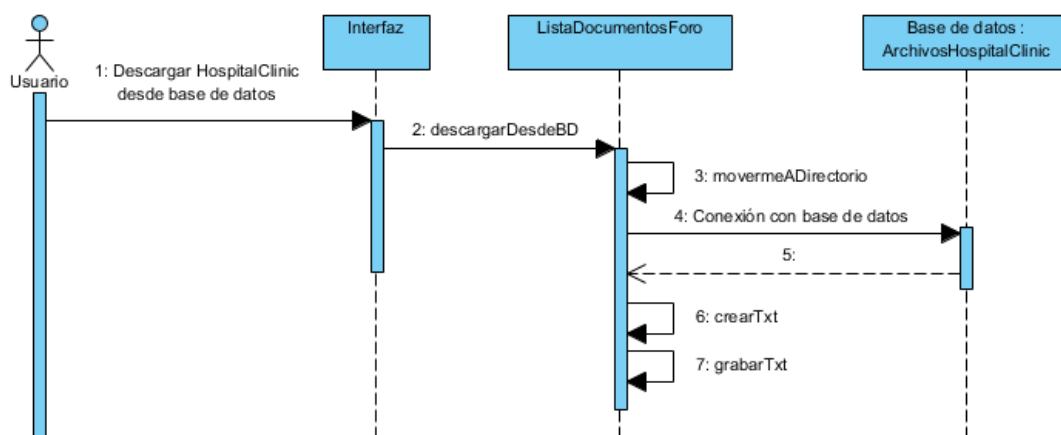 Interfaz
ListaDocumentosForo
Base de datos :
ArchivosHospitalClinic
Usuario
1: Descargar HospitalClinic
desde base de datos
2: descargarDesdeBD
3: movermeADirectorio
4: Conexión con base de datos
5:
6: crearTxt
7: grabarTxt